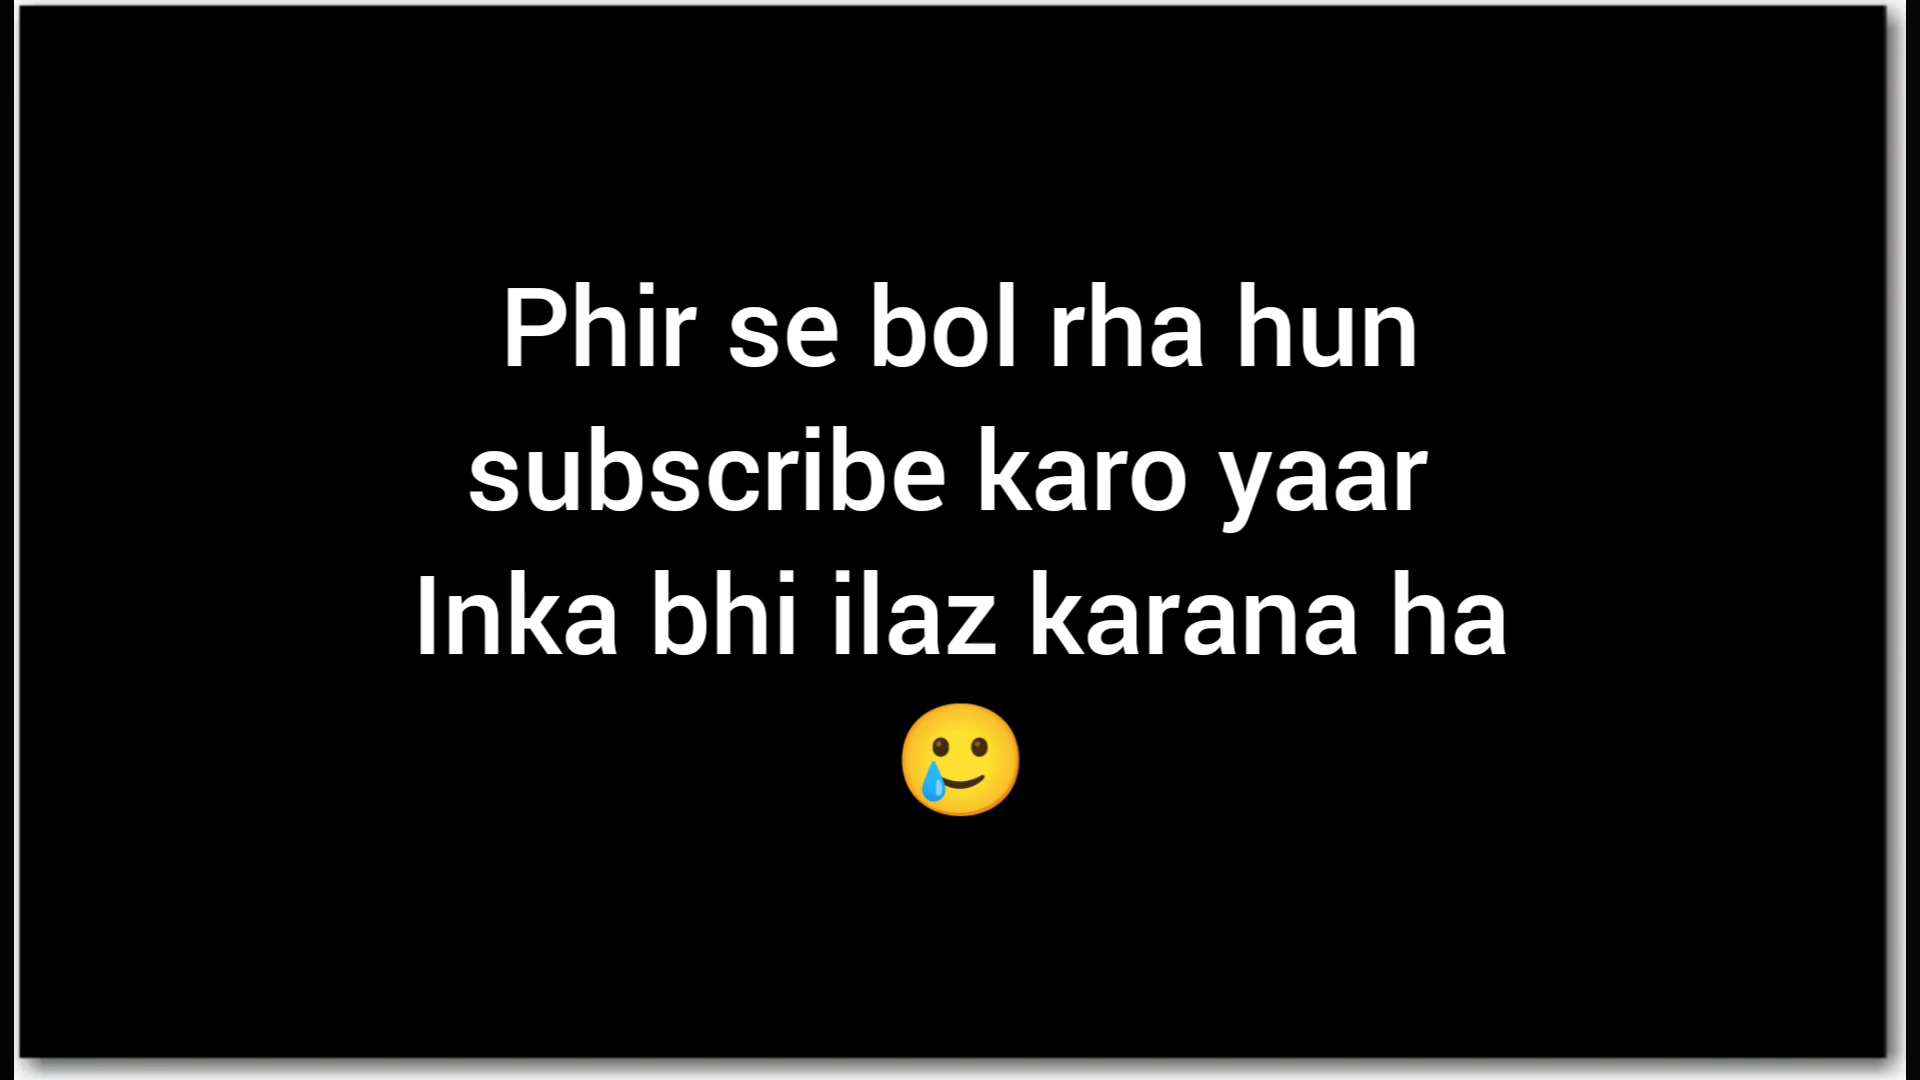 Phir se bol rha hun
subscribe karo yaar
Inka bhi ilaz karana ha
🥲